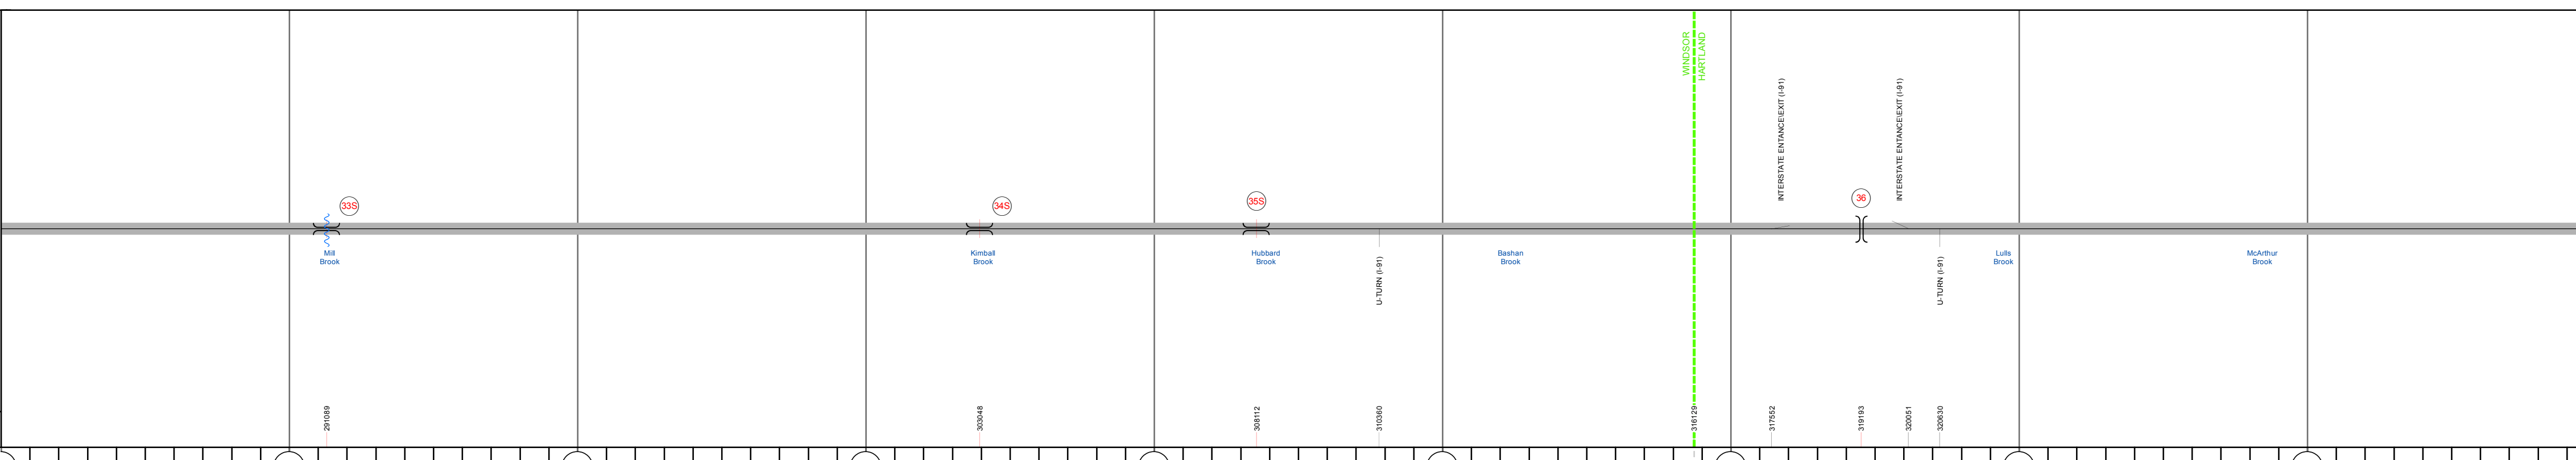 WINDSOR
HARTLAND
INTERSTATE ENTANCE\EXIT (I-91)
INTERSTATE ENTANCE\EXIT (I-91)
33S
34S
35S
36
Mill
Brook
Kimball
Brook
Hubbard
Brook
U-TURN (I-91)
Bashan
Brook
U-TURN (I-91)
Lulls
Brook
McArthur
Brook
291089
303048
308112
310360
316129
317552
319193
320051
320630